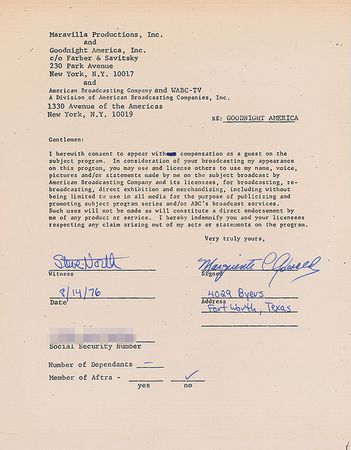 Maravilla Productions, Inc.
and
Goodnight America, Inc.
c/o Farber & Savitsky
230 Park Avenue
New York, N.Y. 10017
and
American Broadcasting Company and WABC-TV
A Division of American Broadcasting Companies, Inc.
1330 Avenue of the Americas
New York, N.Y. 10019
RE: GOODNIGHT AMERICA
Gentlemen:
I herewith consent to appear with compensation as a guest on the
subject program. In consideration of your broadcasting my appearance
on this program, you may use and license others to use my name, voice,
pictures and/or statements made by me on the subject broadcast by
American Broadcasting Company and its licensees, for broadcasting, re-
broadcasting, direct exhibition and merchandising, including without
being limited to use in all media for the purpose of publicizing and
promoting subject program series and/or ABC's broadcast services.
Such uses will not be made as will constitute a direct endorsement by
me of any product or service. I hereby indemnify you and your licensees
respecting any claim arising out of my acts or statements on the program.
Very truly yours,
Steve North Marguerite C Oswald
Witness Signed
8/14/76 4029 Byers
Date Address
Fort Worth, Texas
Social Security Number
Number of Dependants —
Member of Aftra - ✓
yes no